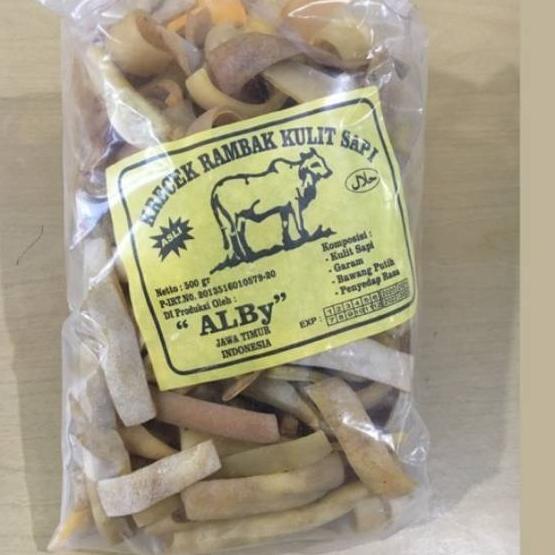 KRECEK RAMBAK KULIT SAPI
ASLI
حلال
Netto : 500 gr
P-IRT.NO. 2013516010579-20
Di Produksi Oleh :
“ALBy”
JAWA TIMUR
INDONESIA
Komposisi :
- Kulit Sapi
- Garam
- Bawang Putih
- Penyedap Rasa
EXP :